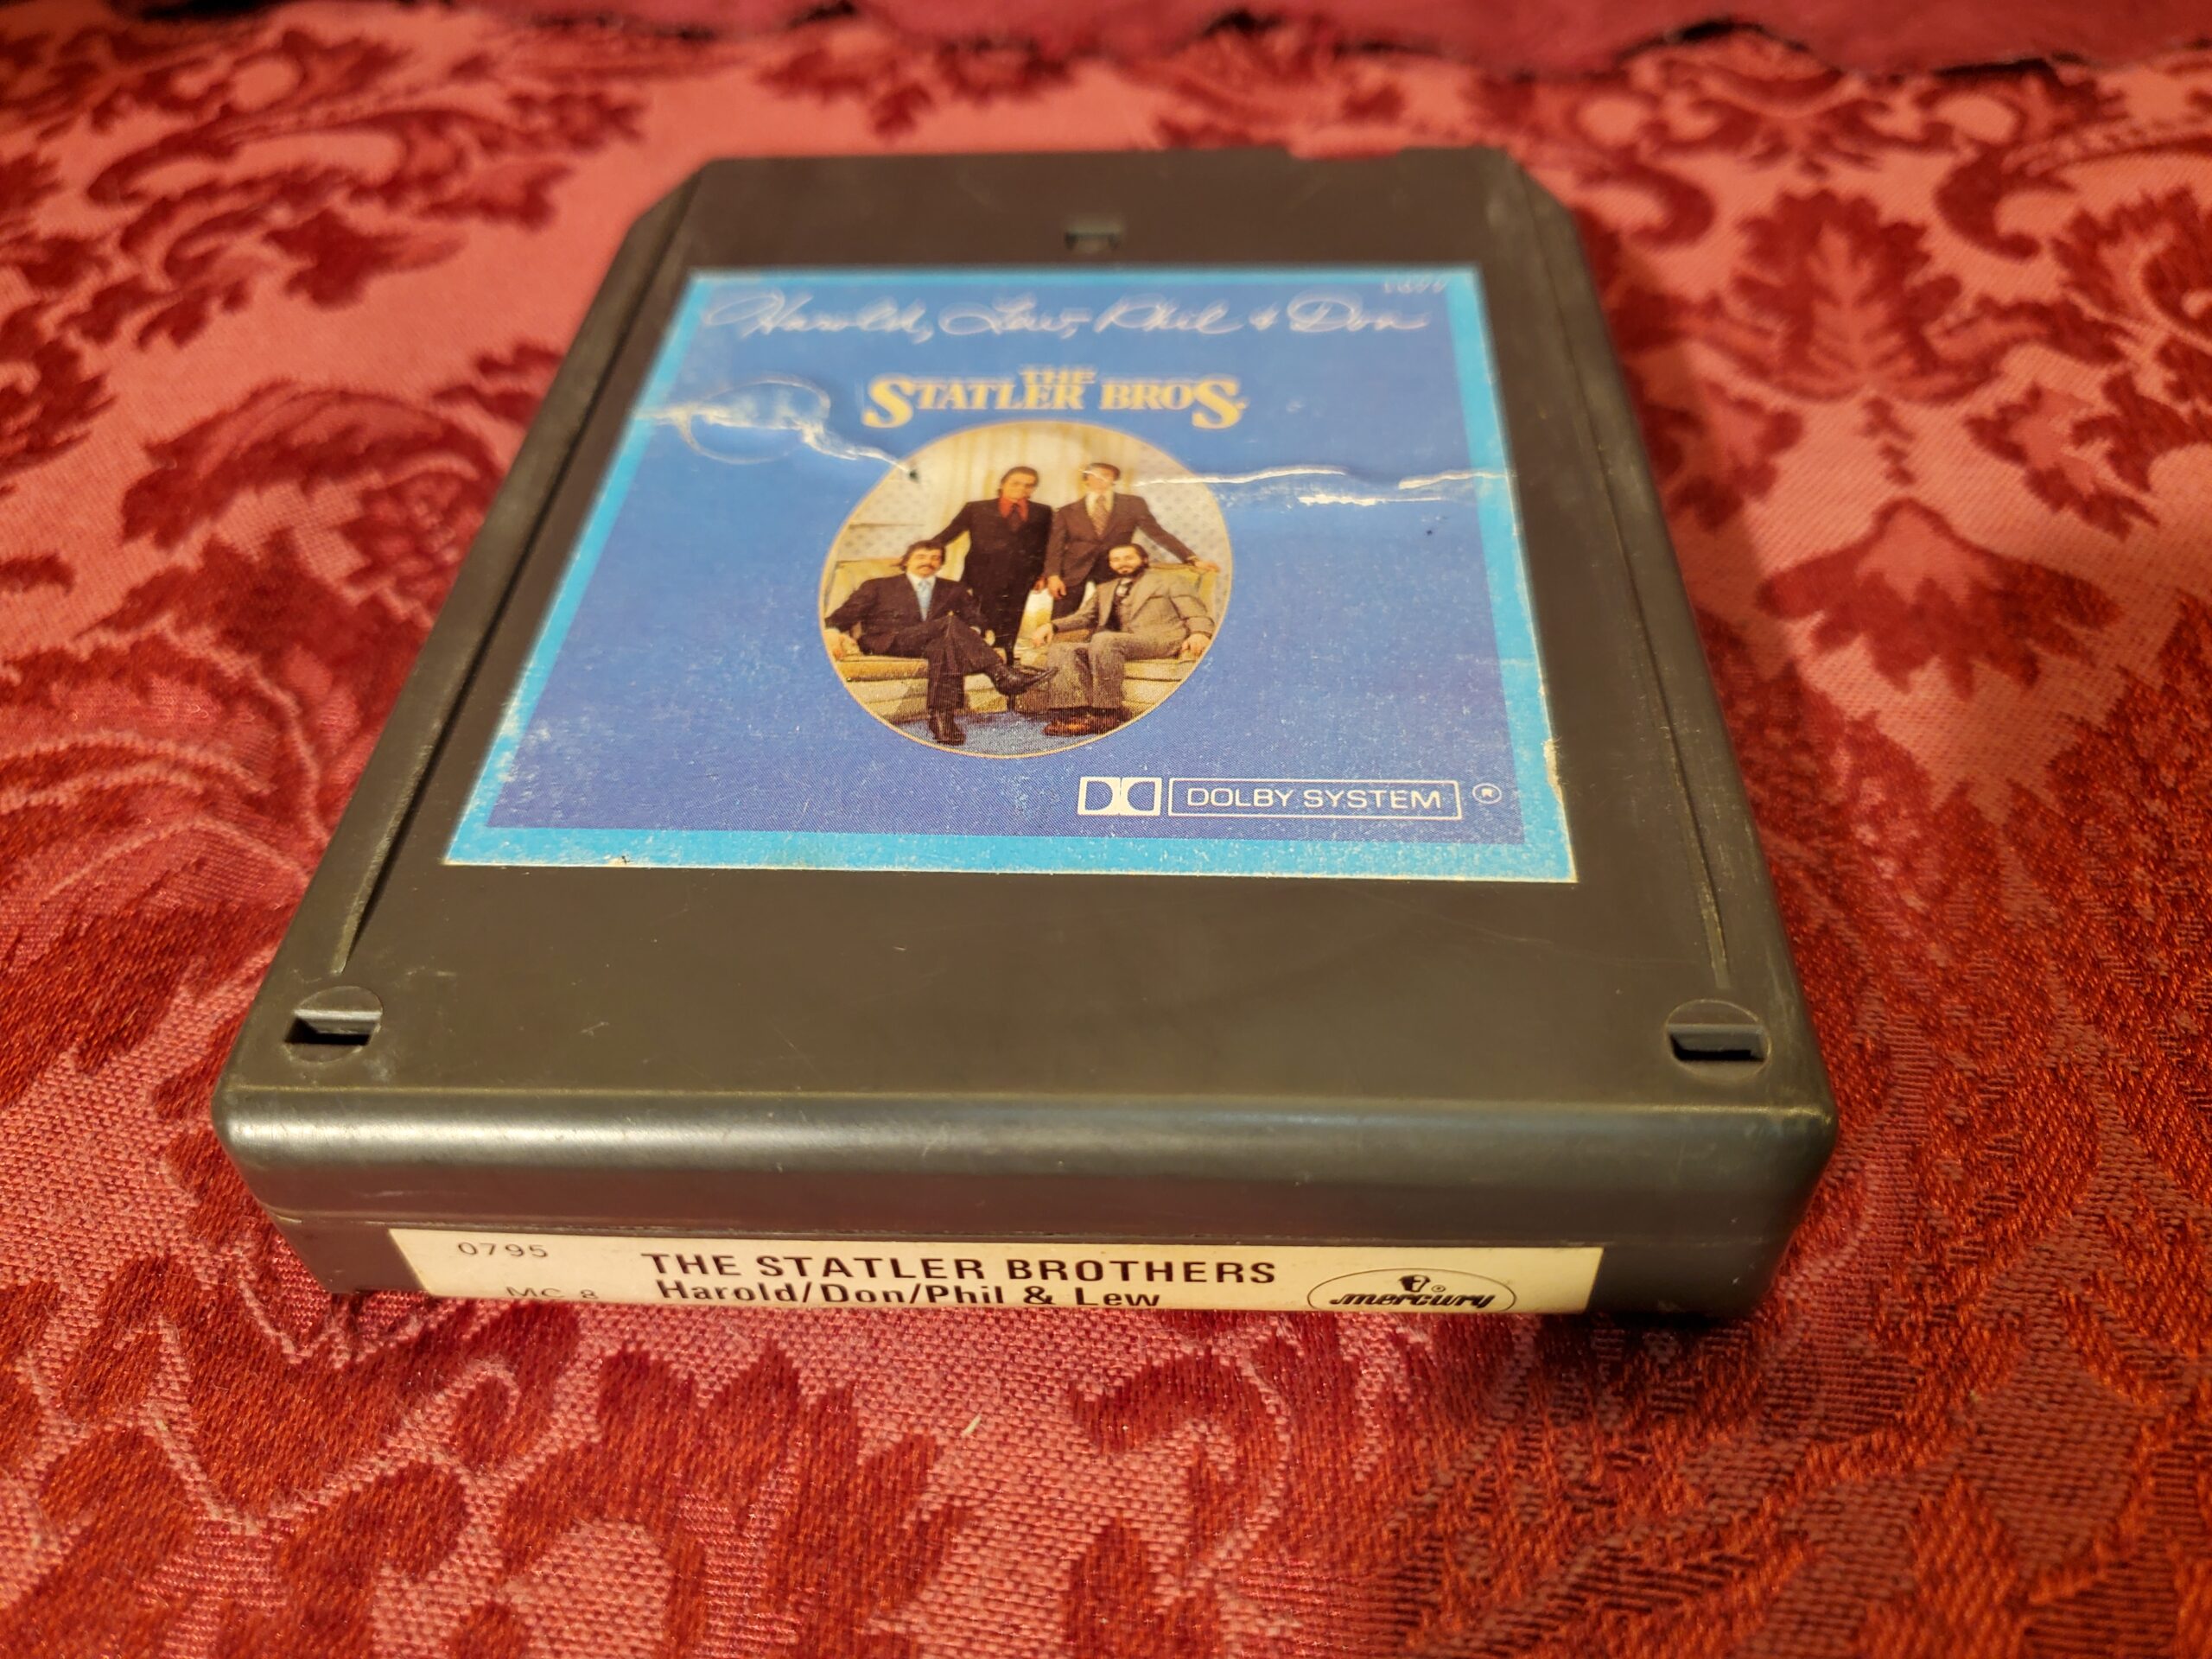 Harold, Lew, Phil & Don
THE
STATLER BROS.
DOLBY SYSTEM ®
0795
THE STATLER BROTHERS
MC 8
Harold/Don/Phil & Lew
mercury ®